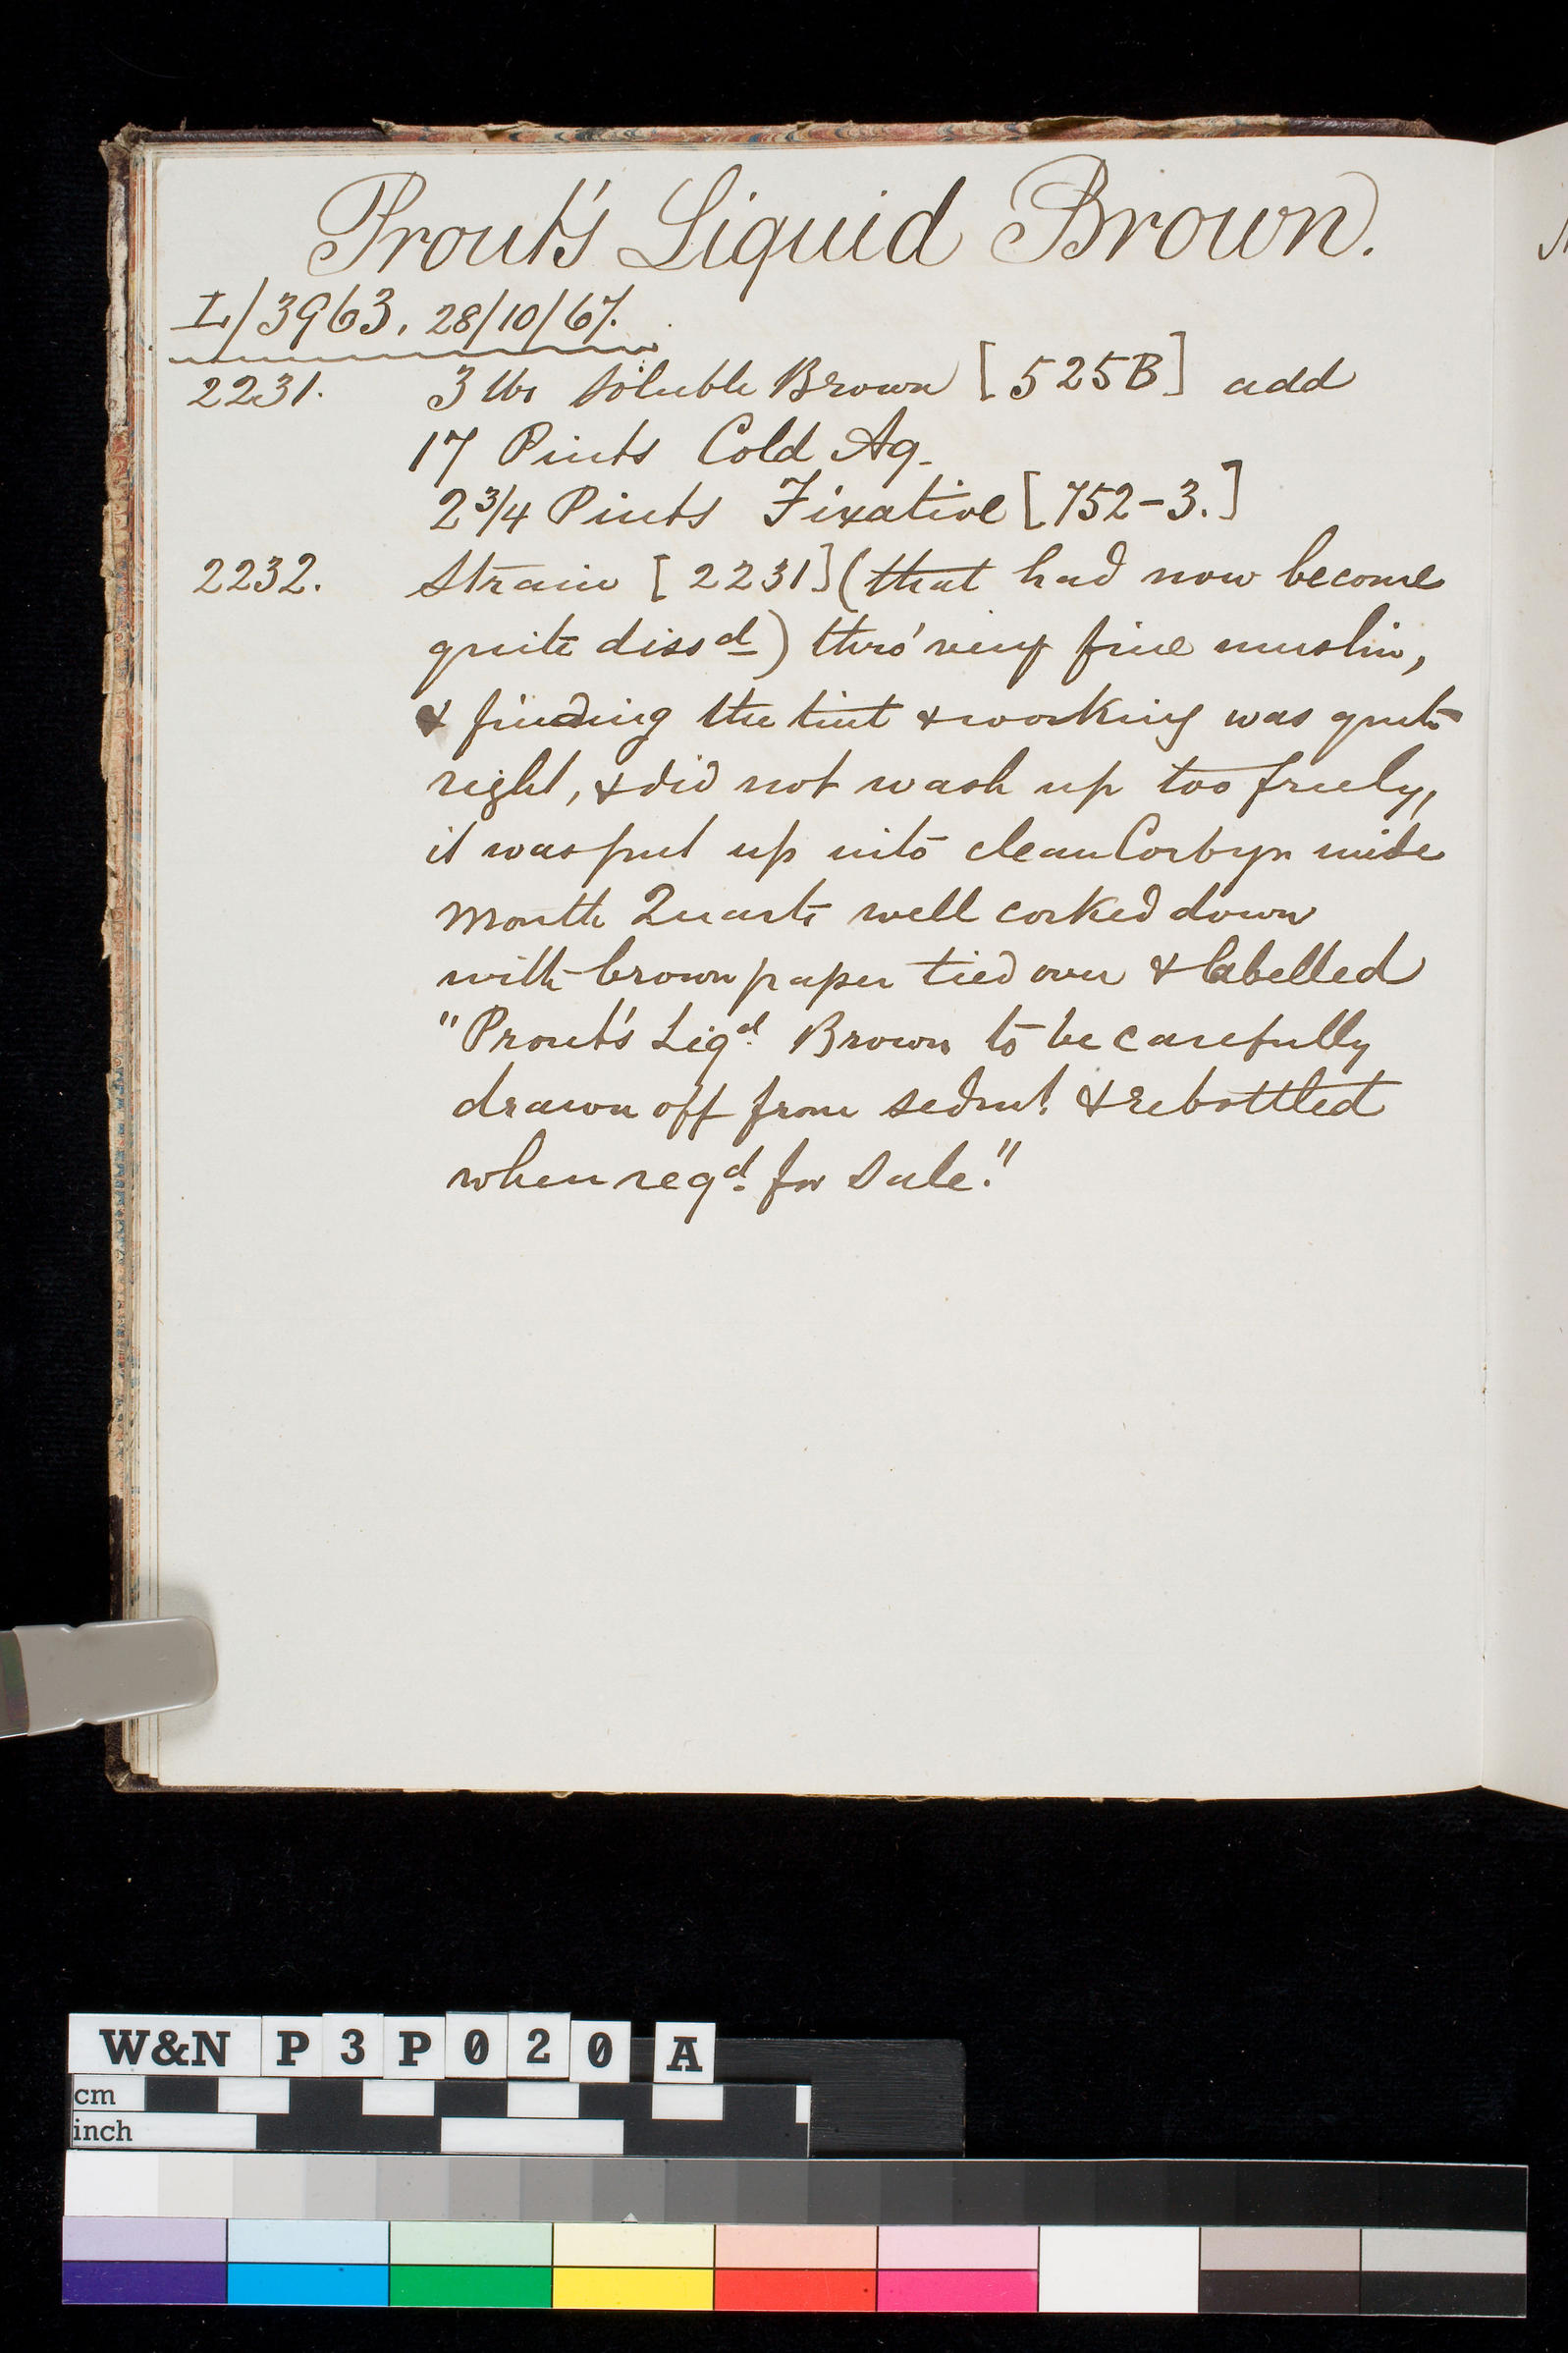 Prout's Liquid Brown.
L/3963. 28/10/67.
2231. 3 lbs Soluble Brown [525B] add
17 Pints Cold Aq.
2 3/4 Pints Fixative [752-3.]
2232. Strain [2231] (that had now become
quite dissd) thro' very fine muslin,
& finding the tint & working was quite
right, & did not wash up too freely,
it was put up into clean Corbyn wide
Mouth Quarts well corked down
with brown paper tied over & labelled
"Prout's Liqd. Brown to be carefully
drawn off from sedmt. & rebottled
when reqd. for Sale."
W&N P3P020 A
cm
inch